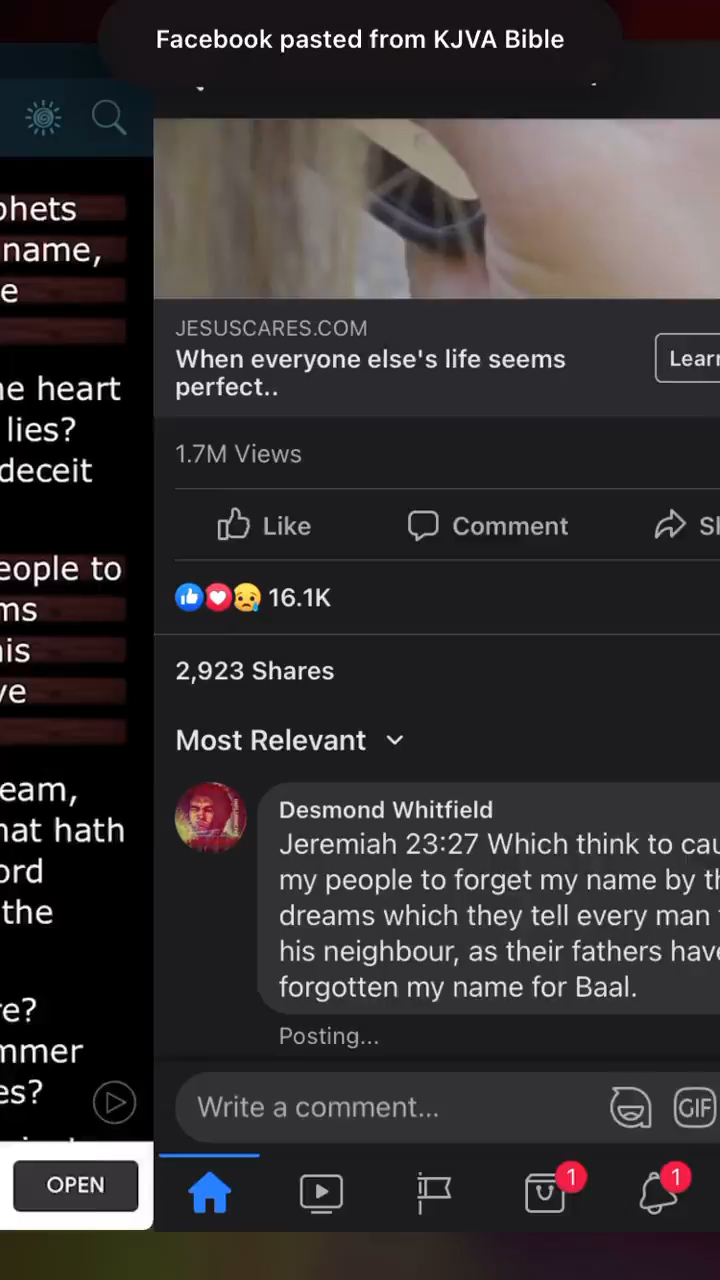 Facebook pasted from KJVA Bible
phets
name,
e
ne heart
lies?
deceit
eople to
ms
is
ve
eam,
hat hath
ord
the
re?
mmer
es?
OPEN
JESUSCARES.COM
When everyone else's life seems
perfect..
Learn
1.7M Views
Like
Comment
Sh
16.1K
2,923 Shares
Most Relevant
Desmond Whitfield
Jeremiah 23:27 Which think to cau
my people to forget my name by th
dreams which they tell every man
his neighbour, as their fathers have
forgotten my name for Baal.
Posting...
Write a comment...
GIF
1
1